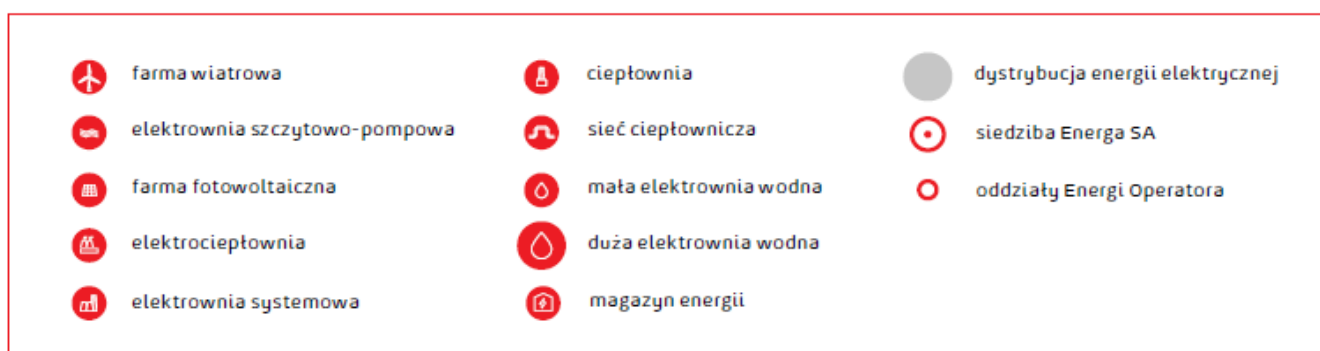 farma wiatrowa
elektrownia szczytowo-pompowa
farma fotowoltaiczna
elektrociepłownia
elektrownia systemowa
ciepłownia
sieć ciepłownicza
mała elektrownia wodna
duża elektrownia wodna
magazyn energii
dystrybucja energii elektrycznej
siedziba Energa SA
oddziały Energi Operatora